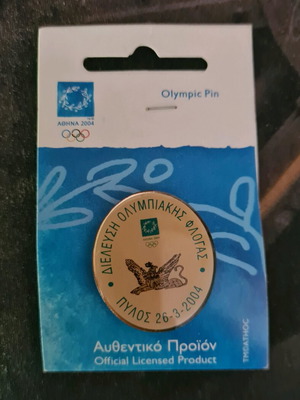 ΑΘΗΝΑ 2004
Olympic Pin
ΔΙΕΛΕΥΣΗ ΟΛΥΜΠΙΑΚΗΣ ΦΛΟΓΑΣ
ΠΥΛΟΣ 26-3-2004
Αυθεντικό Προϊόν
Official Licensed Product